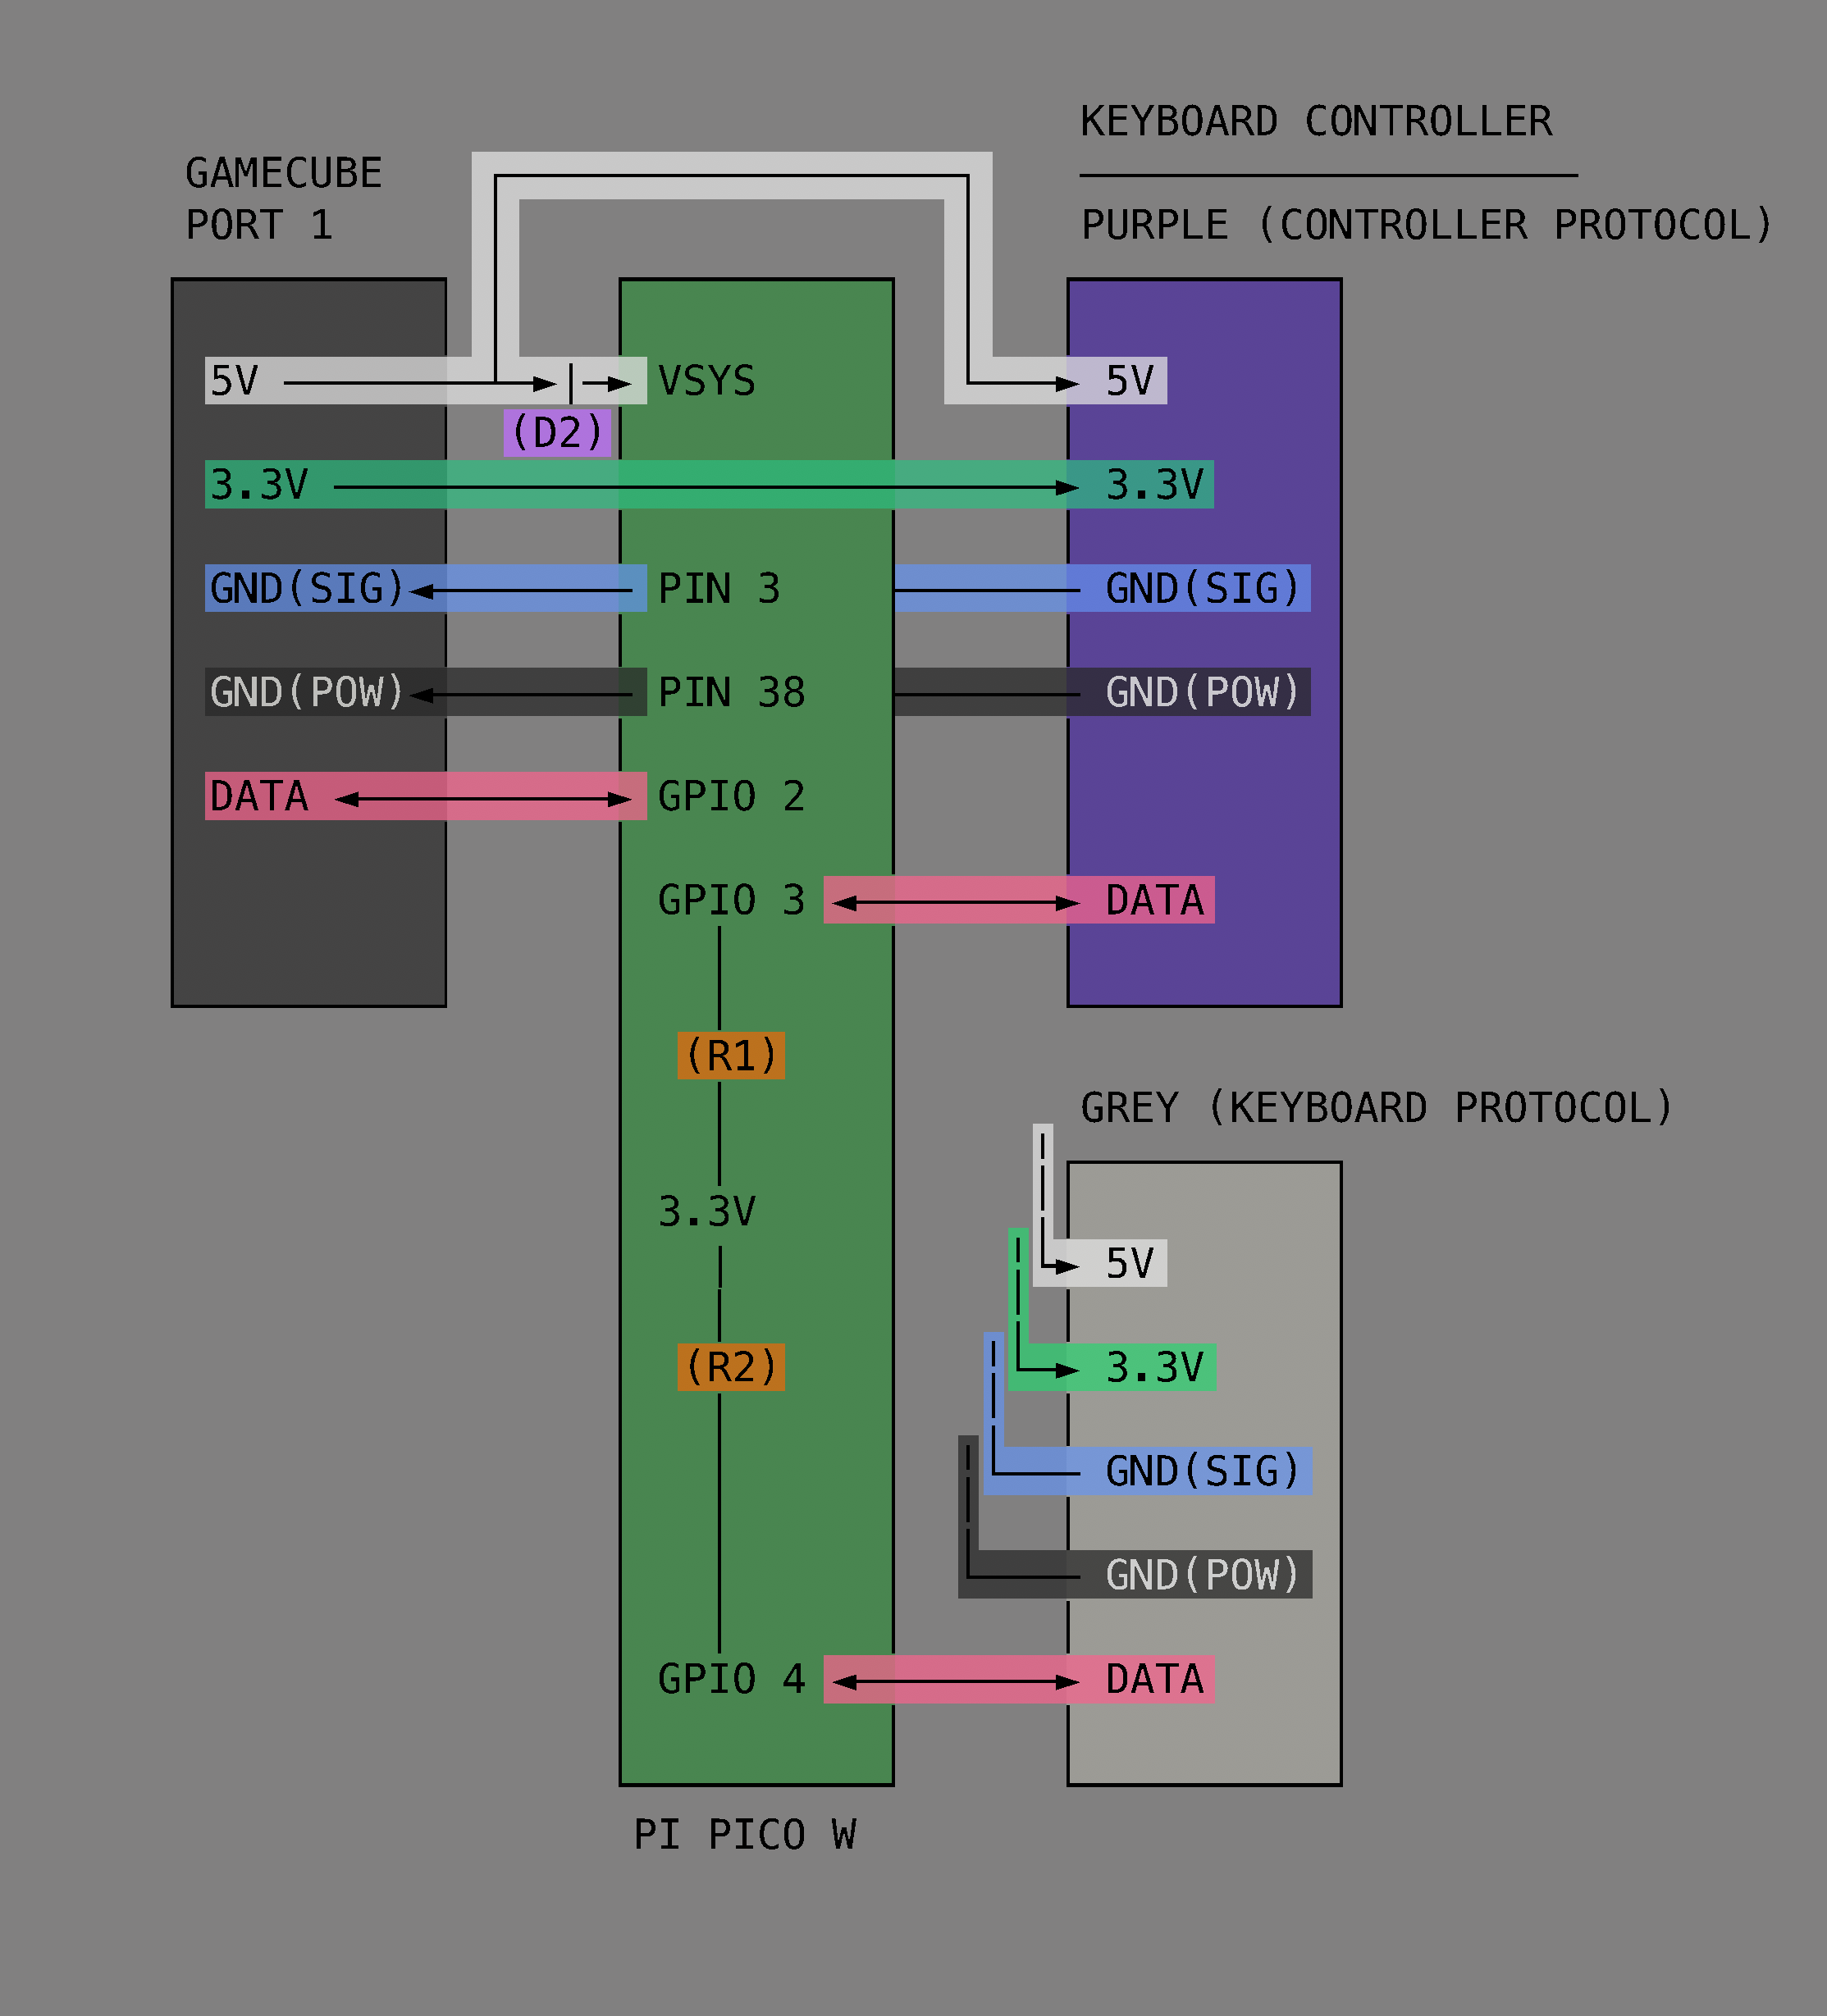 KEYBOARD CONTROLLER
GAMECUBE
PORT 1
PURPLE (CONTROLLER PROTOCOL)
5V
VSYS
5V
(D2)
3.3V
3.3V
GND(SIG)
PIN 3
GND(SIG)
GND(POW)
PIN 38
GND(POW)
DATA
GPIO 2
GPIO 3
DATA
(R1)
GREY (KEYBOARD PROTOCOL)
3.3V
5V
(R2)
3.3V
GND(SIG)
GND(POW)
GPIO 4
DATA
PI PICO W